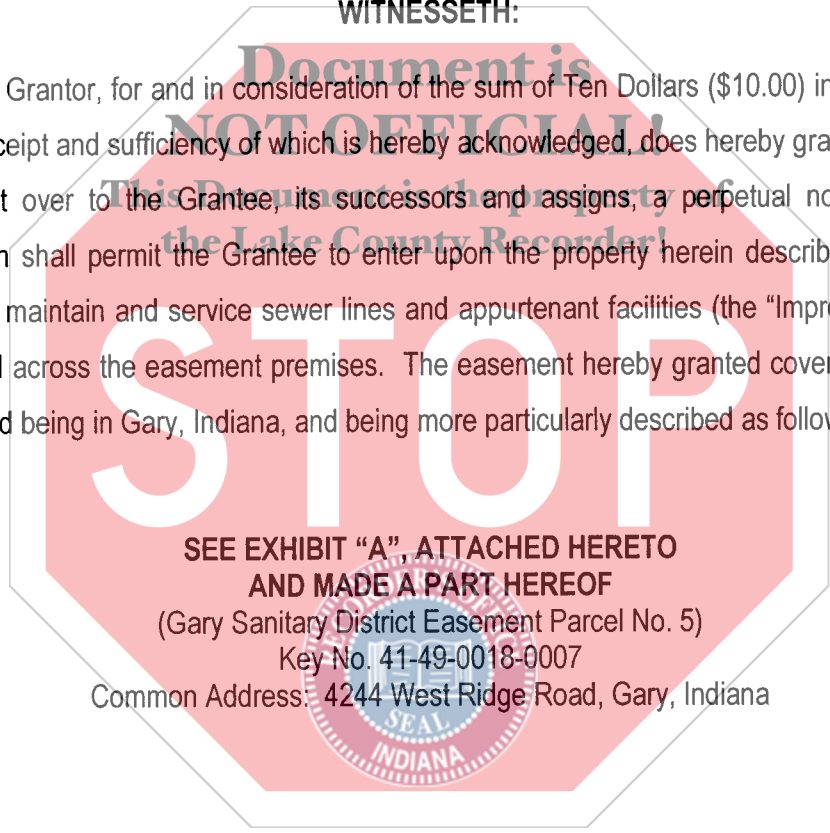 WITNESSETH:
Document is
Grantor, for and in consideration of the sum of Ten Dollars ($10.00) in
NOT OFFICIAL!
ceipt and sufficiency of which is hereby acknowledged, does hereby gra
This Document is the property
t over to the Grantee, its successors and assigns, a perpetual no
the Lake County Recorder!
n shall permit the Grantee to enter upon the property herein describ
maintain and service sewer lines and appurtenant facilities (the “Impr
across the easement premises. The easement hereby granted cover
d being in Gary, Indiana, and being more particularly described as follow
STOP
SEE EXHIBIT “A”, ATTACHED HERETO
AND MADE A PART HEREOF
(Gary Sanitary District Easement Parcel No. 5)
Key No. 41-49-0018-0007
Common Address: 4244 West Ridge Road, Gary, Indiana
SEAL
INDIANA